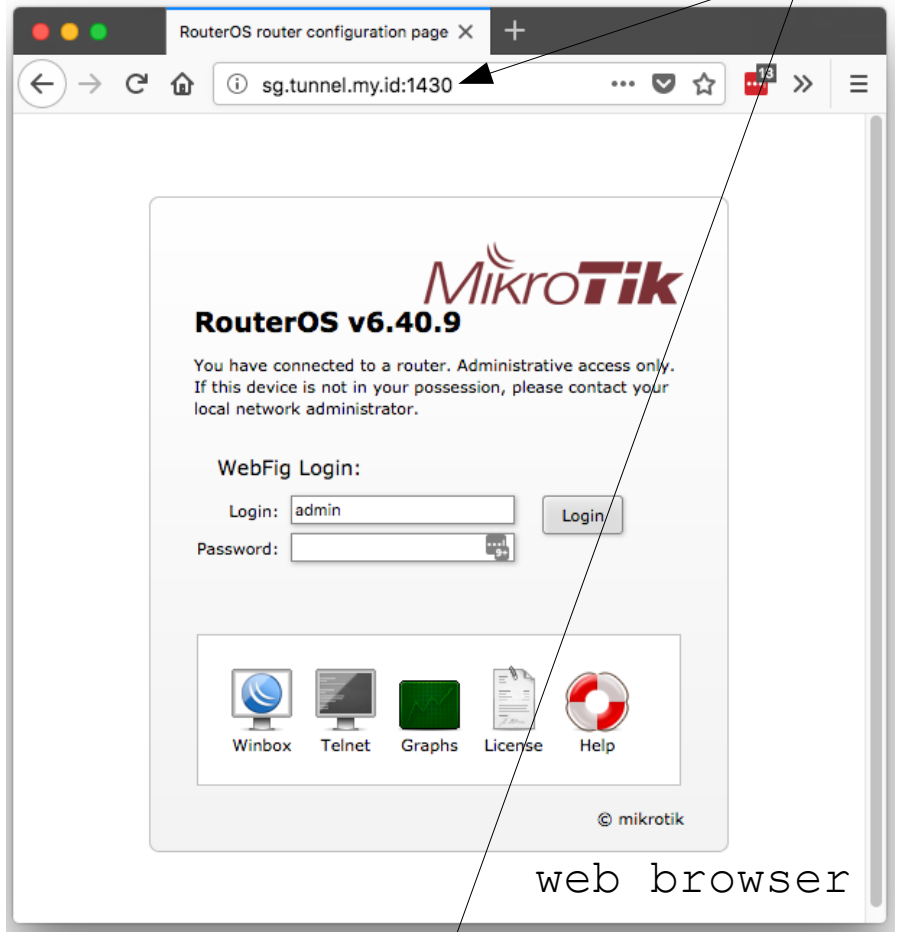 RouterOS router configuration page
sg.tunnel.my.id:1430
13
MikroTik
RouterOS v6.40.9
You have connected to a router. Administrative access only.
If this device is not in your possession, please contact your
local network administrator.
WebFig Login:
Login: admin
Login
Password:
9+
Winbox Telnet Graphs License Help
© mikrotik
web browser